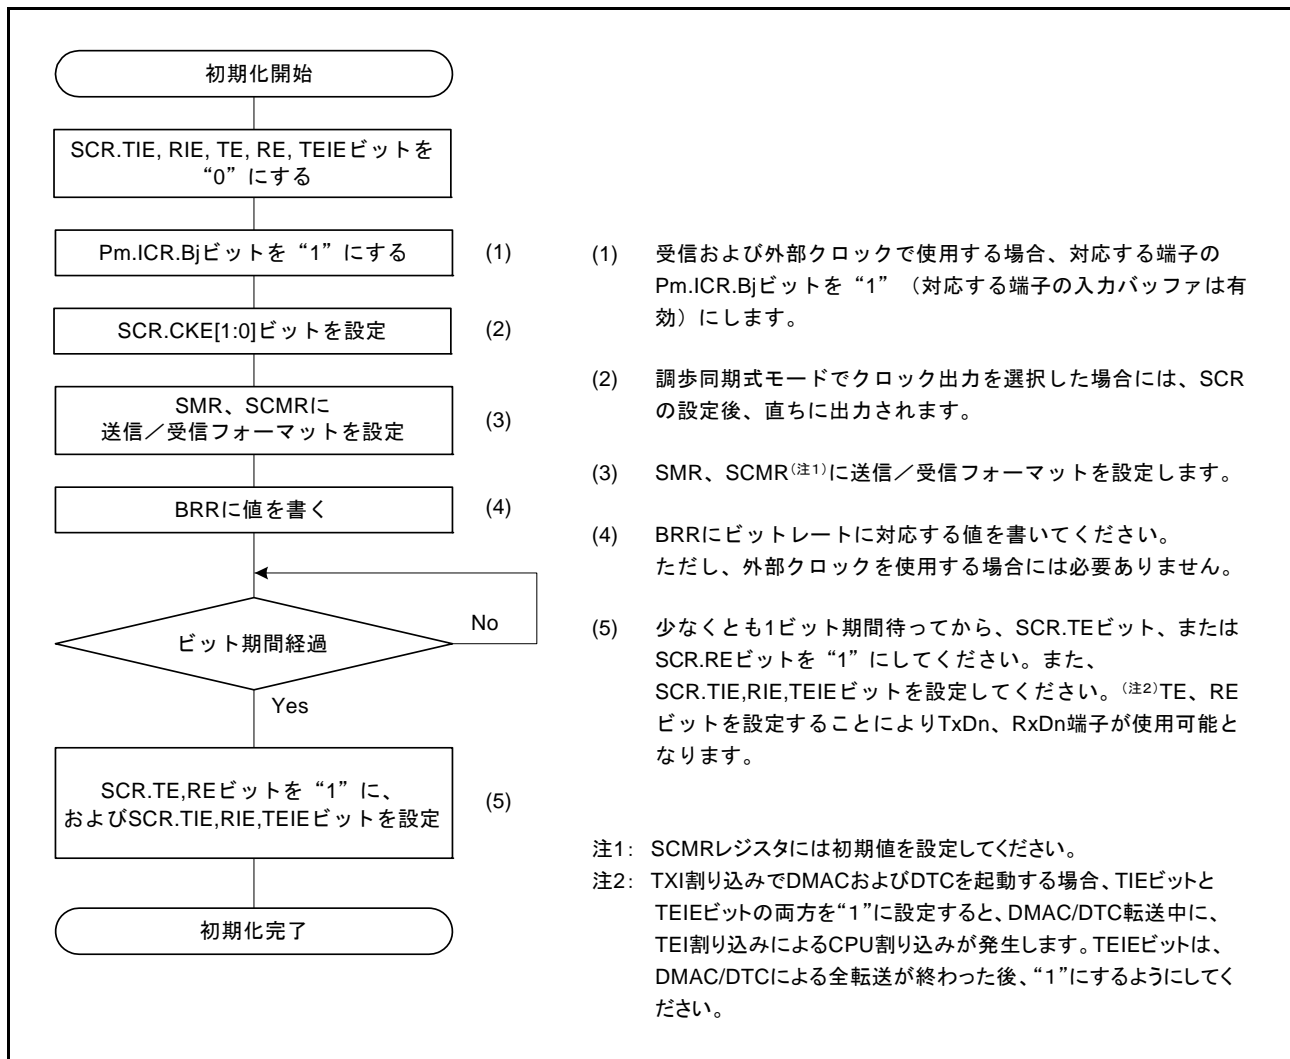 初期化開始
SCR.TIE, RIE, TE, RE, TEIEビットを
“0”にする
Pm.ICR.Bjビットを“1”にする
(1)
SCR.CKE[1:0]ビットを設定
(2)
SMR、SCMRに
送信／受信フォーマットを設定
(3)
BRRに値を書く
(4)
ビット期間経過
No
Yes
SCR.TE,REビットを“1”に、
およびSCR.TIE,RIE,TEIEビットを設定
(5)
初期化完了
(1) 受信および外部クロックで使用する場合、対応する端子の
Pm.ICR.Bjビットを“1”（対応する端子の入力バッファは有
効）にします。
(2) 調歩同期式モードでクロック出力を選択した場合には、SCR
の設定後、直ちに出力されます。
(3) SMR、SCMR(注1)に送信／受信フォーマットを設定します。
(4) BRRにビットレートに対応する値を書いてください。
ただし、外部クロックを使用する場合には必要ありません。
(5) 少なくとも1ビット期間待ってから、SCR.TEビット、または
SCR.REビットを“1”にしてください。また、
SCR.TIE,RIE,TEIEビットを設定してください。(注2)TE、RE
ビットを設定することによりTxDn、RxDn端子が使用可能と
なります。
注1： SCMRレジスタには初期値を設定してください。
注2： TXI割り込みでDMACおよびDTCを起動する場合、TIEビットと
TEIEビットの両方を“1”に設定すると、DMAC/DTC転送中に、
TEI割り込みによるCPU割り込みが発生します。TEIEビットは、
DMAC/DTCによる全転送が終わった後、“1”にするようにしてく
ださい。